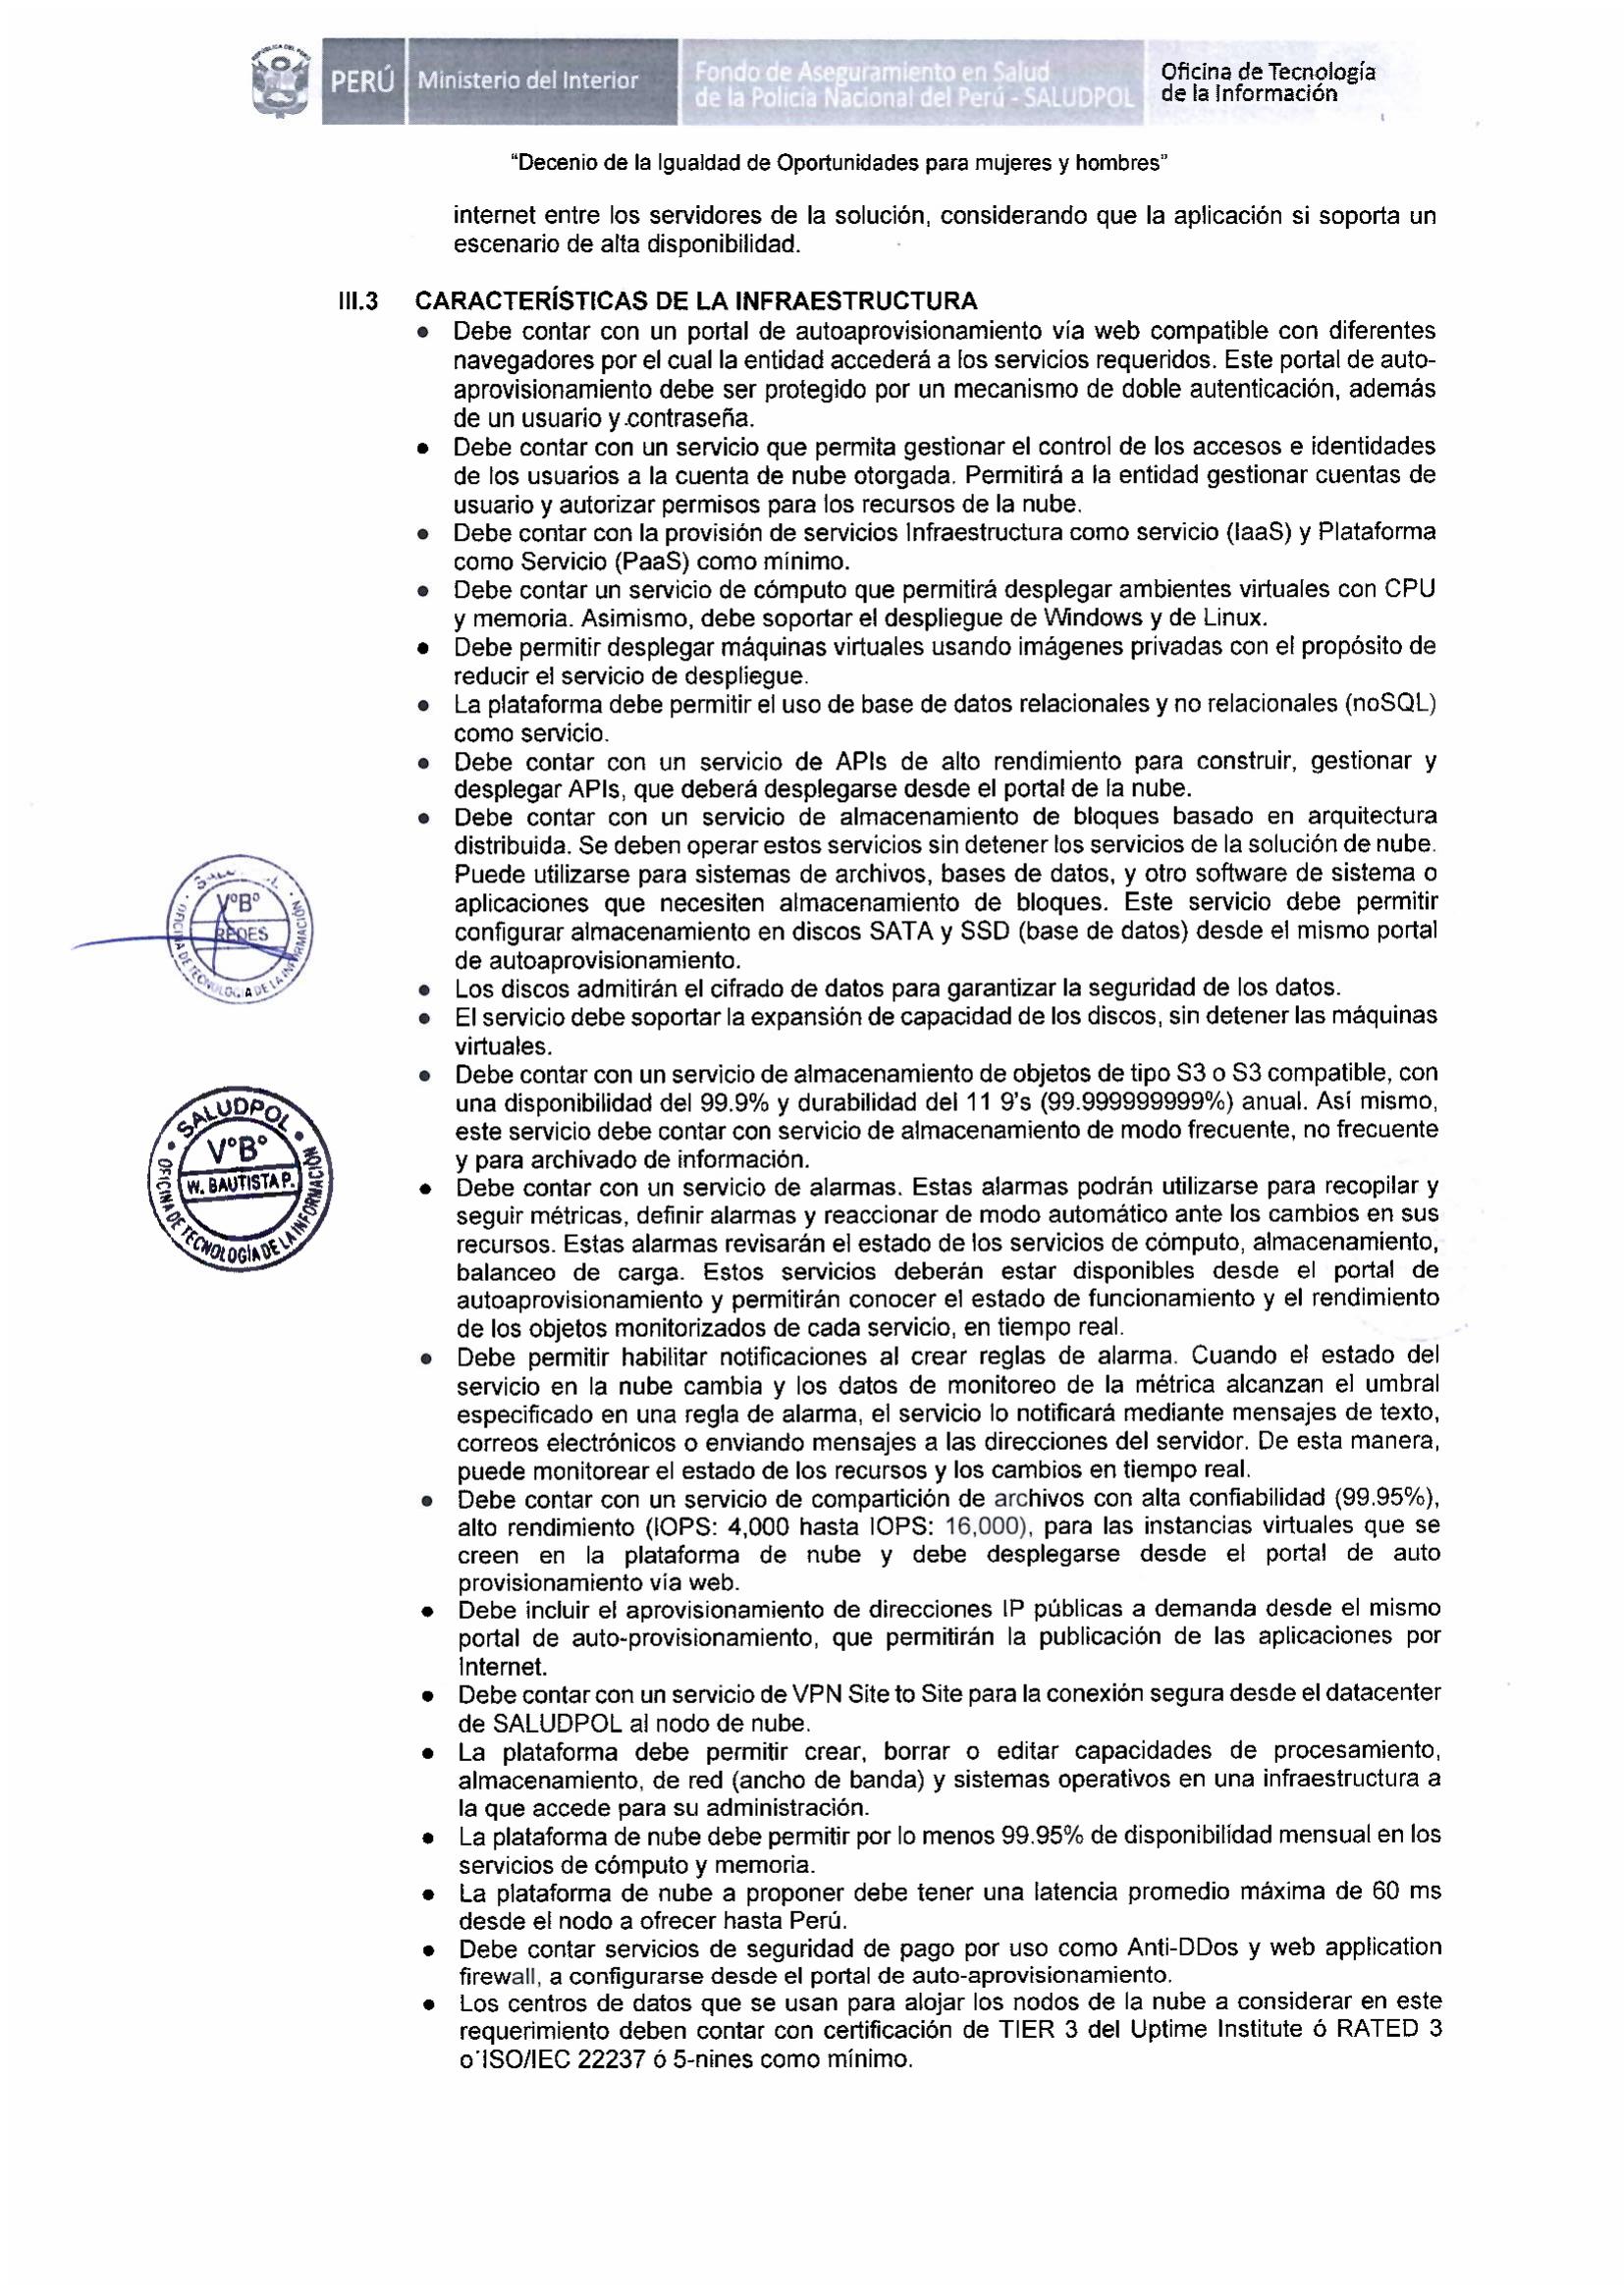 PERÚ
Ministerio del Interior
Fondo de Aseguramiento en Salud
de la Policía Nacional del Perú - SALUDPOL
Oficina de Tecnología
de la Información
"Decenio de la Igualdad de Oportunidades para mujeres y hombres"
internet entre los servidores de la solución, considerando que la aplicación si soporta un
escenario de alta disponibilidad.
III.3 CARACTERÍSTICAS DE LA INFRAESTRUCTURA
• Debe contar con un portal de autoaprovisionamiento vía web compatible con diferentes
navegadores por el cual la entidad accederá a los servicios requeridos. Este portal de auto-
aprovisionamiento debe ser protegido por un mecanismo de doble autenticación, además
de un usuario y contraseña.
• Debe contar con un servicio que permita gestionar el control de los accesos e identidades
de los usuarios a la cuenta de nube otorgada. Permitirá a la entidad gestionar cuentas de
usuario y autorizar permisos para los recursos de la nube.
• Debe contar con la provisión de servicios Infraestructura como servicio (IaaS) y Plataforma
como Servicio (PaaS) como mínimo.
• Debe contar un servicio de cómputo que permitirá desplegar ambientes virtuales con CPU
y memoria. Asimismo, debe soportar el despliegue de Windows y de Linux.
• Debe permitir desplegar máquinas virtuales usando imágenes privadas con el propósito de
reducir el servicio de despliegue.
• La plataforma debe permitir el uso de base de datos relacionales y no relacionales (noSQL)
como servicio.
• Debe contar con un servicio de APIs de alto rendimiento para construir, gestionar y
desplegar APIs, que deberá desplegarse desde el portal de la nube.
• Debe contar con un servicio de almacenamiento de bloques basado en arquitectura
distribuida. Se deben operar estos servicios sin detener los servicios de la solución de nube.
Puede utilizarse para sistemas de archivos, bases de datos, y otro software de sistema o
aplicaciones que necesiten almacenamiento de bloques. Este servicio debe permitir
configurar almacenamiento en discos SATA y SSD (base de datos) desde el mismo portal
de autoaprovisionamiento.
• Los discos admitirán el cifrado de datos para garantizar la seguridad de los datos.
• El servicio debe soportar la expansión de capacidad de los discos, sin detener las máquinas
virtuales.
• Debe contar con un servicio de almacenamiento de objetos de tipo S3 o S3 compatible, con
una disponibilidad del 99.9% y durabilidad del 11 9's (99.999999999%) anual. Así mismo,
este servicio debe contar con servicio de almacenamiento de modo frecuente, no frecuente
y para archivado de información.
• Debe contar con un servicio de alarmas. Estas alarmas podrán utilizarse para recopilar y
seguir métricas, definir alarmas y reaccionar de modo automático ante los cambios en sus
recursos. Estas alarmas revisarán el estado de los servicios de cómputo, almacenamiento,
balanceo de carga. Estos servicios deberán estar disponibles desde el portal de
autoaprovisionamiento y permitirán conocer el estado de funcionamiento y el rendimiento
de los objetos monitorizados de cada servicio, en tiempo real.
• Debe permitir habilitar notificaciones al crear reglas de alarma. Cuando el estado del
servicio en la nube cambia y los datos de monitoreo de la métrica alcanzan el umbral
especificado en una regla de alarma, el servicio lo notificará mediante mensajes de texto,
correos electrónicos o enviando mensajes a las direcciones del servidor. De esta manera,
puede monitorear el estado de los recursos y los cambios en tiempo real.
• Debe contar con un servicio de compartición de archivos con alta confiabilidad (99.95%),
alto rendimiento (IOPS: 4,000 hasta IOPS: 16,000), para las instancias virtuales que se
creen en la plataforma de nube y debe desplegarse desde el portal de auto
provisionamiento vía web.
• Debe incluir el aprovisionamiento de direcciones IP públicas a demanda desde el mismo
portal de auto-provisionamiento, que permitirán la publicación de las aplicaciones por
Internet.
• Debe contar con un servicio de VPN Site to Site para la conexión segura desde el datacenter
de SALUDPOL al nodo de nube.
• La plataforma debe permitir crear, borrar o editar capacidades de procesamiento,
almacenamiento, de red (ancho de banda) y sistemas operativos en una infraestructura a
la que accede para su administración.
• La plataforma de nube debe permitir por lo menos 99.95% de disponibilidad mensual en los
servicios de cómputo y memoria.
• La plataforma de nube a proponer debe tener una latencia promedio máxima de 60 ms
desde el nodo a ofrecer hasta Perú.
• Debe contar servicios de seguridad de pago por uso como Anti-DDos y web application
firewall, a configurarse desde el portal de auto-aprovisionamiento.
• Los centros de datos que se usan para alojar los nodos de la nube a considerar en este
requerimiento deben contar con certificación de TIER 3 del Uptime Institute ó RATED 3
o ISO/IEC 22237 ó 5-nines como mínimo.
V°B°
REDES
OFICINA DE TECNOLOGÍA DE LA INFORMACIÓN
SALUDPOL
V°B°
W. BAUTISTA P.
OFICINA DE TECNOLOGÍA DE LA INFORMACIÓN